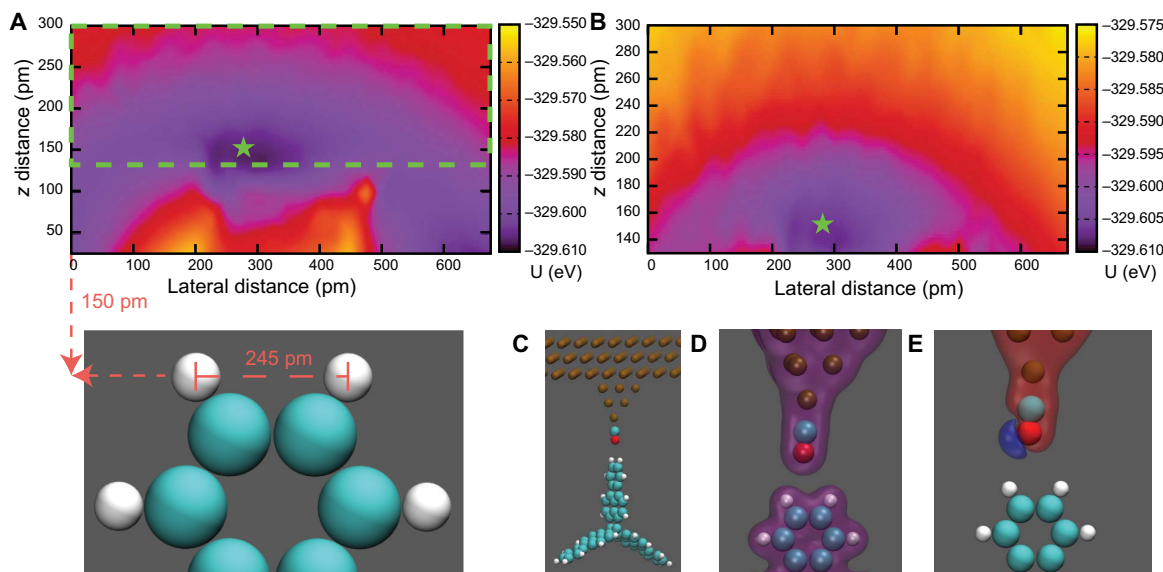 A
300
250
200
150
100
50
z distance (pm)
0 100 200 300 400 500 600
Lateral distance (pm)
–329.550
–329.560
–329.570
–329.580
–329.590
–329.600
–329.610
U (eV)
B
300
280
260
240
220
200
180
160
140
z distance (pm)
0 100 200 300 400 500 600
Lateral distance (pm)
–329.575
–329.580
–329.585
–329.590
–329.595
–329.600
–329.605
–329.610
U (eV)
150 pm
245 pm
C
D
E